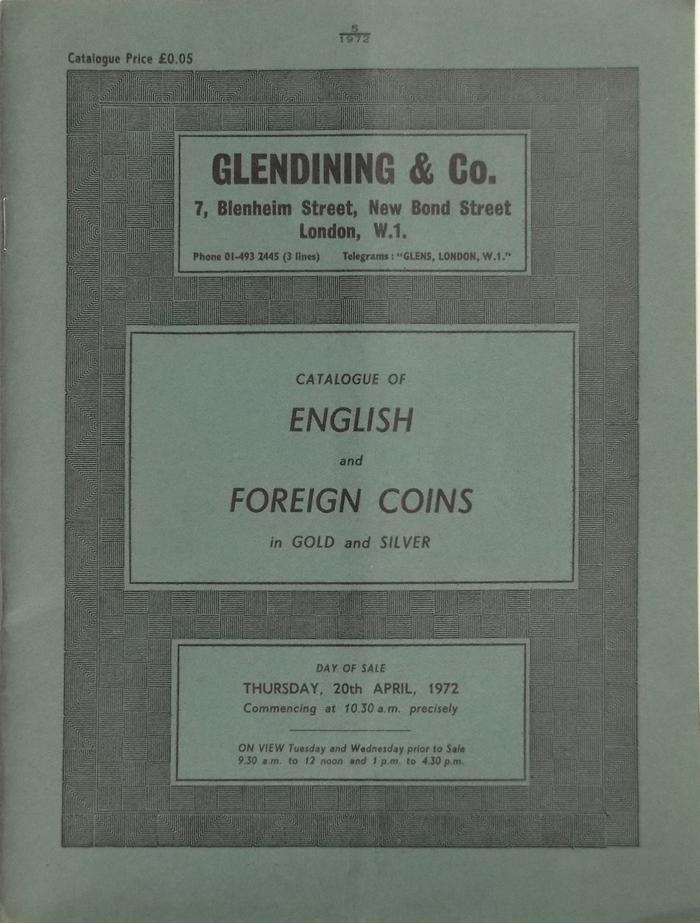 5
1972
Catalogue Price £0.05
GLENDINING & Co.
7, Blenheim Street, New Bond Street
London, W.1.
Phone 01-493 2445 (3 lines) Telegrams: "GLENS, LONDON, W.1."
CATALOGUE OF
ENGLISH
and
FOREIGN COINS
in GOLD and SILVER
DAY OF SALE
THURSDAY, 20th APRIL, 1972
Commencing at 10.30 a.m. precisely
ON VIEW Tuesday and Wednesday prior to Sale
9.30 a.m. to 12 noon and 1 p.m. to 4.30 p.m.